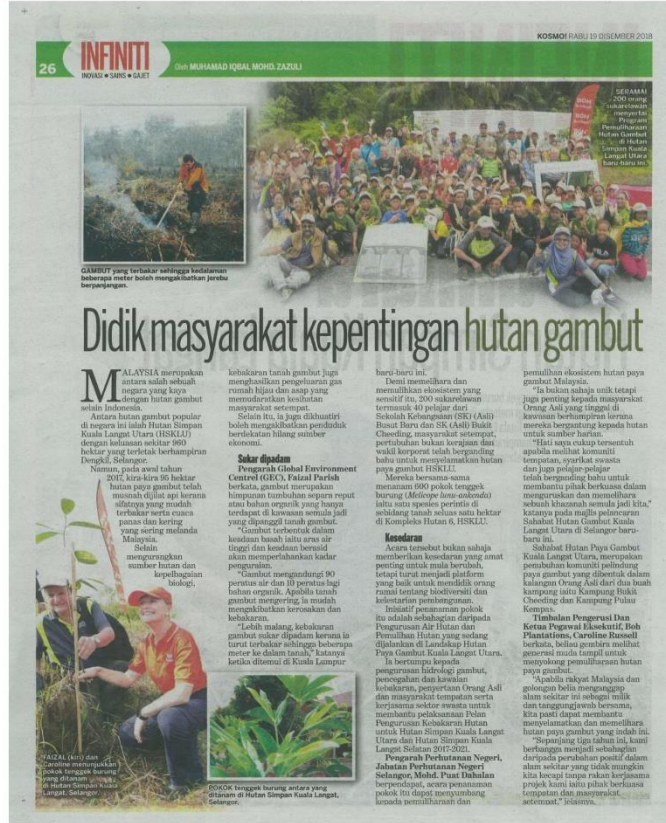 26
INFINITI
INOVASI • SAINS • GAJET
Oleh MUHAMAD IQBAL MOHD. ZAZULI
KOSMO! RABU 19 DISEMBER 2018
SERAMAI
200 orang
sukarelawan
menyertai
Program
Pemuliharaan
Hutan Gambut
di Hutan
Simpan Kuala
Langat Utara
baru-baru ini.
GAMBUT yang terbakar sehingga kedalaman
beberapa meter boleh mengakibatkan jerebu
berpanjangan.
Didik masyarakat kepentingan hutan gambut
MALAYSIA merupakan
antara salah sebuah
negara yang kaya
dengan hutan gambut
selain Indonesia.
Antara hutan gambut popular
di negara ini ialah Hutan Simpan
Kuala Langat Utara (HSKLU)
dengan keluasan sekitar 960
hektar yang terletak berhampiran
Dengkil, Selangor.
Namun, pada awal tahun
2017, kira-kira 95 hektar
hutan paya gambut telah
musnah dijilat api kerana
sifatnya yang mudah
terbakar serta cuaca
panas dan kering
yang sering melanda
Malaysia.
Selain
mengurangkan
sumber hutan dan
kepelbagaian
biologi,
kebakaran tanah gambut juga
menghasilkan pengeluaran gas
rumah hijau dan asap yang
memudaratkan kesihatan
masyarakat setempat.
Selain itu, ia juga dikhuatiri
boleh mengakibatkan penduduk
berdekatan hilang sumber
ekonomi.
Sukar dipadam
Pengarah Global Environment
Centrel (GEC), Faizal Parish
berkata, gambut merupakan
himpunan tumbuhan separa reput
atau bahan organik yang hanya
terdapat di kawasan semula jadi
yang dipanggil tanah gambut.
"Gambut terbentuk dalam
keadaan basah iaitu aras air
tinggi dan keadaan berasid
akan memperlahankan kadar
penguraian.
"Gambut mengandungi 90
peratus air dan 10 peratus lagi
bahan organik. Apabila tanah
gambut mengering, ia mudah
mengakibatkan kerosakan dan
kebakaran.
"Lebih malang, kebakaran
gambut sukar dipadam kerana ia
turut terbakar sehingga beberapa
meter ke dalam tanah," katanya
ketika ditemui di Kuala Lumpur
baru-baru ini.
Demi memelihara dan
memulihkan ekosistem yang
sensitif itu, 200 sukarelawan
termasuk 40 pelajar dari
Sekolah Kebangsaan (SK) (Asli)
Busut Baru dan SK (Asli) Bukit
Cheeding, masyarakat setempat,
pertubuhan bukan kerajaan dan
wakil korporat telah berganding
bahu untuk menyelamatkan hutan
paya gambut HSKLU.
Mereka bersama-sama
menanam 600 pokok tenggek
burung (Melicope lunu-ankenda)
iaitu satu spesies perintis di
sebidang tanah seluas satu hektar
di Kompleks Hutan 6, HSKLU.
Kesedaran
Acara tersebut bukan sahaja
memberikan kesedaran yang amat
penting untuk mula berubah,
tetapi turut menjadi platform
yang baik untuk mendidik orang
ramai tentang biodiversiti dan
kelestarian pembangunan.
Inisiatif penanaman pokok
itu adalah sebahagian daripada
Pengurusan Air Hutan dan
Pemulihan Hutan yang sedang
dijalankan di Landskap Hutan
Paya Gambut Kuala Langat Utara.
Ia bertumpu kepada
pengurusan hidrologi gambut,
pencegahan dan kawalan
kebakaran, penyertaan Orang Asli
dan masyarakat tempatan serta
kerjasama sektor swasta untuk
membantu pelaksanaan Pelan
Pengurusan Kebakaran Hutan
untuk Hutan Simpan Kuala Langat
Utara dan Hutan Simpan Kuala
Langat Selatan 2017-2021.
Pengarah Perhutanan Negeri,
Jabatan Perhutanan Negeri
Selangor, Mohd. Puat Dahalan
berpendapat, acara penanaman
pokok itu dapat menyumbang
kepada pemuliharaan dan
pemulihan ekosistem hutan paya
gambut Malaysia.
"Ia bukan sahaja unik tetapi
juga penting kepada masyarakat
Orang Asli yang tinggal di
kawasan berhampiran kerana
mereka bergantung kepada hutan
untuk sumber harian.
"Hati saya cukup tersentuh
apabila melihat komuniti
tempatan, syarikat swasta
dan juga pelajar-pelajar
telah berganding bahu untuk
membantu pihak berkuasa dalam
menguruskan dan memelihara
sebuah khazanah semula jadi kita,"
katanya pada majlis pelancaran
Sahabat Hutan Gambut Kuala
Langat Utara di Selangor baru-
baru ini.
Sahabat Hutan Paya Gambut
Kuala Langat Utara, merupakan
penubuhan komuniti pelindung
paya gambut yang dibentuk dalam
kalangan Orang Asli dari dua buah
kampung iaitu Kampung Bukit
Cheeding dan Kampung Pulau
Kempas.
Timbalan Pengerusi Dan
Ketua Pegawai Eksekutif, Boh
Plantations, Caroline Russell
berkata, beliau gembira melihat
generasi muda tampil untuk
menyokong pemuliharaan hutan
paya gambut.
"Apabila rakyat Malaysia dan
golongan belia menganggap
alam sekitar ini sebagai milik
dan tanggungjawab bersama,
kita pasti dapat membantu
menyelamatkan dan memelihara
hutan paya gambut yang indah ini.
"Sepanjang tiga tahun ini, kami
berbangga menjadi sebahagian
daripada perubahan positif dalam
alam sekitar yang tidak mungkin
kita kecapi tanpa rakan kerjasama
projek kami iaitu pihak berkuasa
tempatan dan masyarakat
setempat," jelasnya.
FAIZAL (kiri) dan
Caroline menunjukkan
pokok tenggek burung
yang ditanam
di Hutan Simpan Kuala
Langat, Selangor.
POKOK tenggek burung antara yang
ditanam di Hutan Simpan Kuala Langat,
Selangor.